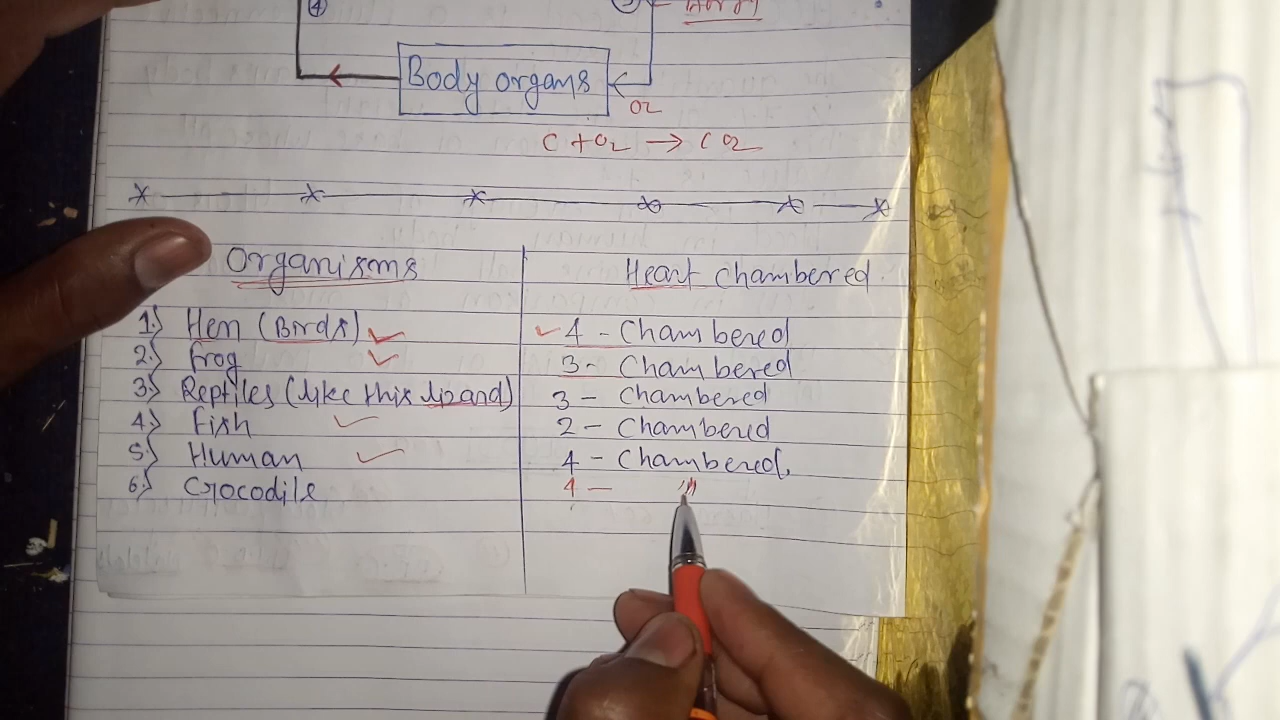 4
Body organs
O2
C + O2 → CO2
Organisms
Heart chambered.
1.) Hen (Birds) 4 - Chambered
2.) frog 3 - Chambered
3.) Reptiles (like this lizard) 3 - Chambered
4.) Fish 2 - Chambered
5.) Human 4 - Chambered.
6.) Crocodile 4 - "